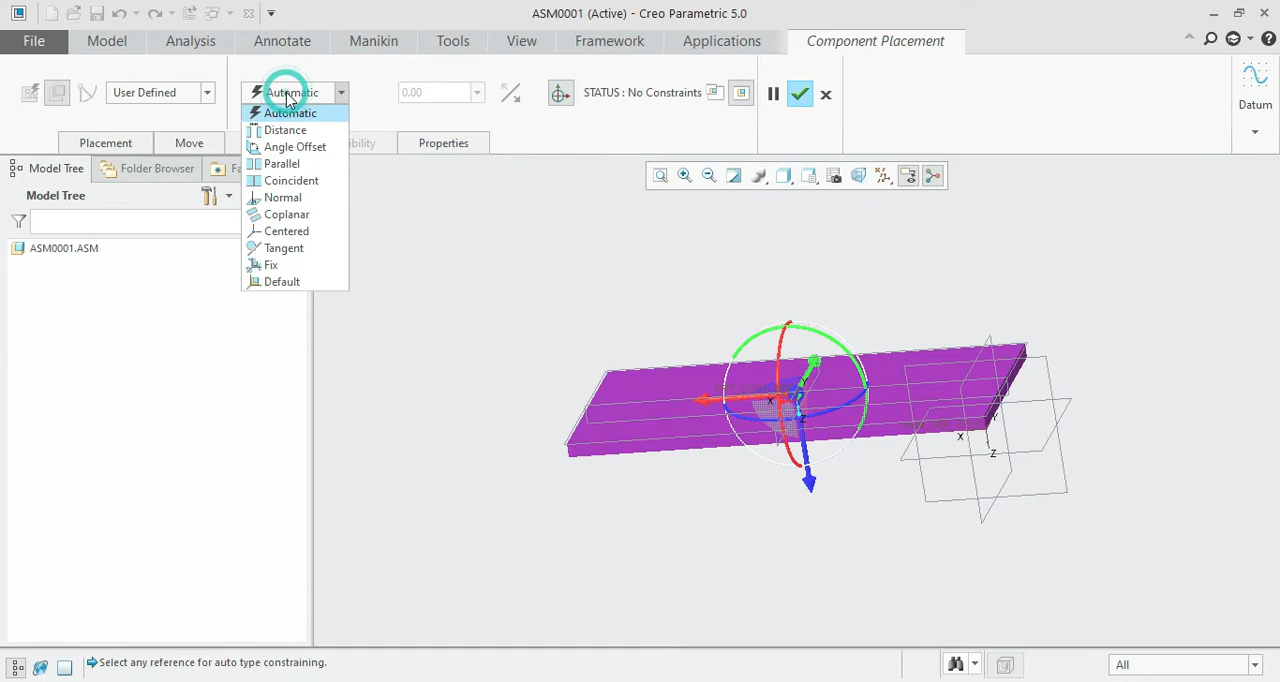 ASM0001 (Active) - Creo Parametric 5.0
File Model Analysis Annotate Manikin Tools View Framework Applications Component Placement
User Defined Automatic 0.00 STATUS : No Constraints Datum
Automatic
Distance
Placement Move Properties
Angle Offset
Model Tree Folder Browser
Parallel
Coincident
Model Tree
Normal
Coplanar
Centered
ASM0001.ASM
Tangent
Fix
Default
Y
X
Z
Y
X
Z
Select any reference for auto type constraining.
All